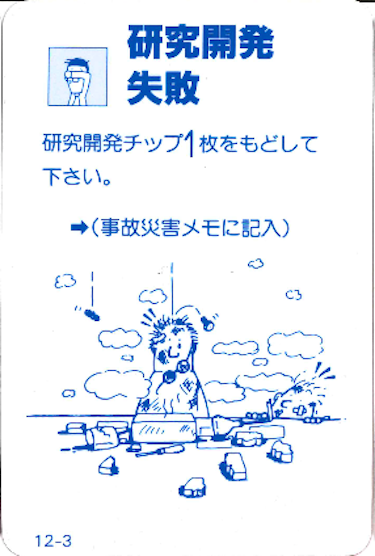 研究開発
失敗
研究開発チップ1枚をもどして
下さい。
➡(事故災害メモに記入)
12-3